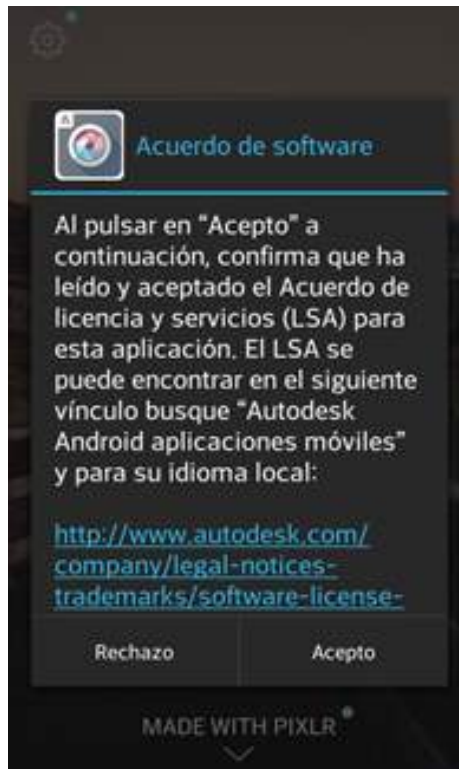 A
Acuerdo de software
Al pulsar en "Acepto" a
continuación, confirma que ha
leído y aceptado el Acuerdo de
licencia y servicios (LSA) para
esta aplicación. El LSA se
puede encontrar en el siguiente
vínculo busque "Autodesk
Android aplicaciones móviles"
y para su idioma local:
http://www.autodesk.com/
company/legal-notices-
trademarks/software-license-
Rechazo
Acepto
MADE WITH PIXLR